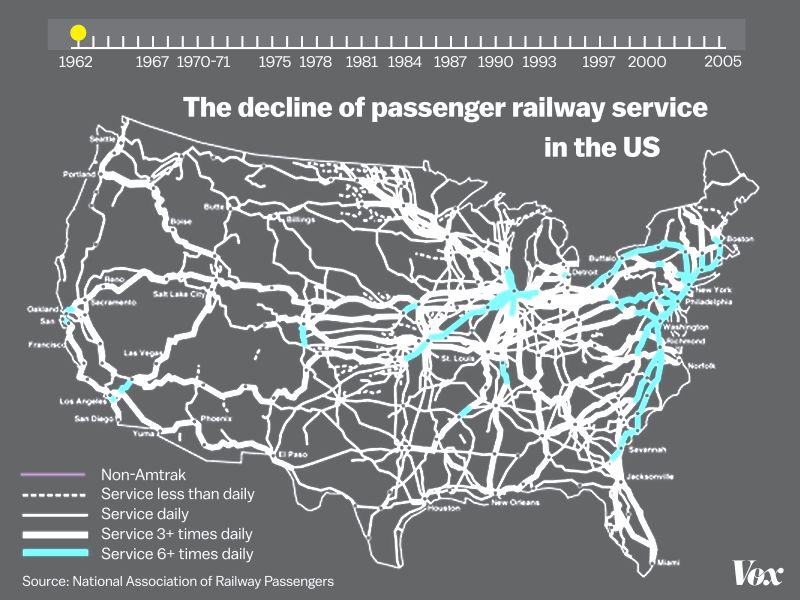 1962 1967 1970-71 1975 1978 1981 1984 1987 1990 1993 1997 2000 2005
The decline of passenger railway service
in the US
Seattle
Portland
Butte
Billings
Boise
Boston
Buffalo
Detroit
Reno
Salt Lake City
New York
Oakland
Sacramento
Philadelphia
San
Francisco
Washington
Richmond
Las Vegas
St. Louis
Norfolk
Los Angeles
San Diego
Phoenix
Yuma
Savannah
El Paso
Jacksonville
New Orleans
Houston
Miami
Non-Amtrak
Service less than daily
Service daily
Service 3+ times daily
Service 6+ times daily
Source: National Association of Railway Passengers
Vox